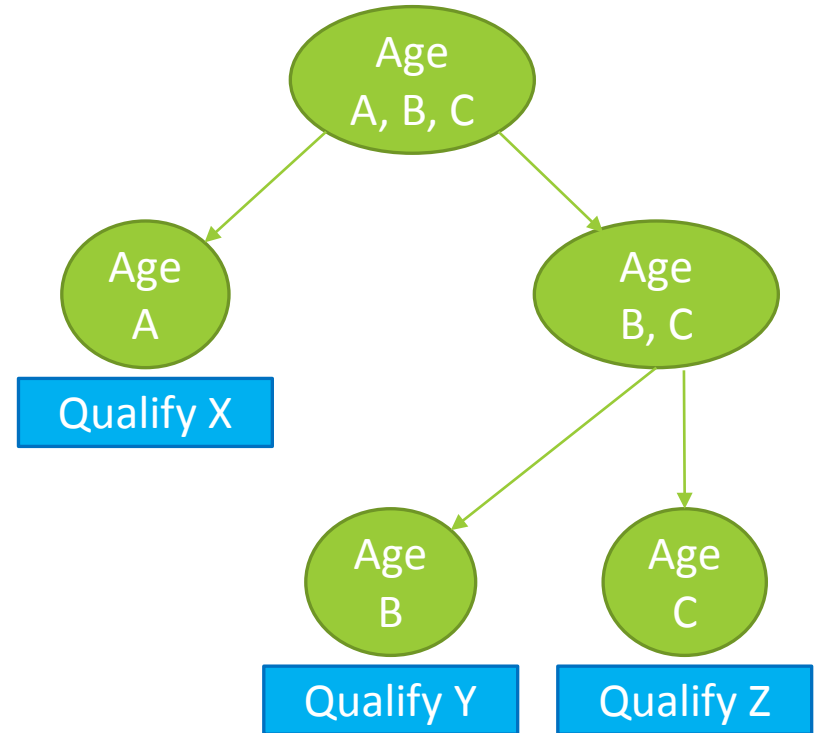 Age
A, B, C
Age
A
Age
B, C
Qualify X
Age
B
Age
C
Qualify Y
Qualify Z